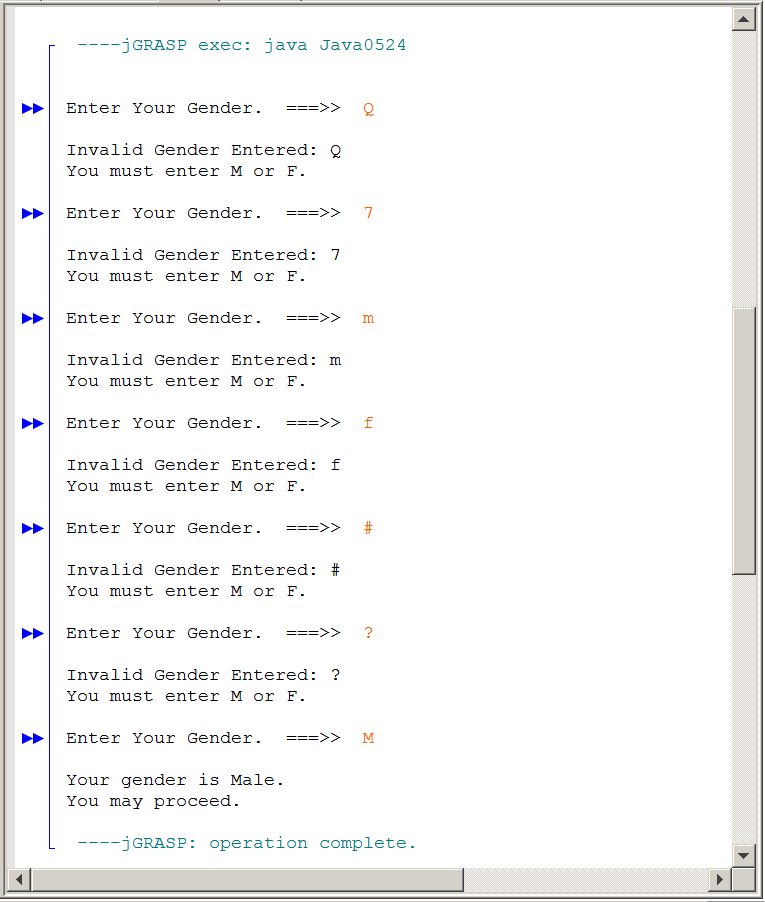 ----jGRASP exec: java Java0524
Enter Your Gender.  ===>>  Q
Invalid Gender Entered: Q
You must enter M or F.
Enter Your Gender.  ===>>  7
Invalid Gender Entered: 7
You must enter M or F.
Enter Your Gender.  ===>>  m
Invalid Gender Entered: m
You must enter M or F.
Enter Your Gender.  ===>>  f
Invalid Gender Entered: f
You must enter M or F.
Enter Your Gender.  ===>>  #
Invalid Gender Entered: #
You must enter M or F.
Enter Your Gender.  ===>>  ?
Invalid Gender Entered: ?
You must enter M or F.
Enter Your Gender.  ===>>  M
Your gender is Male.
You may proceed.
----jGRASP: operation complete.